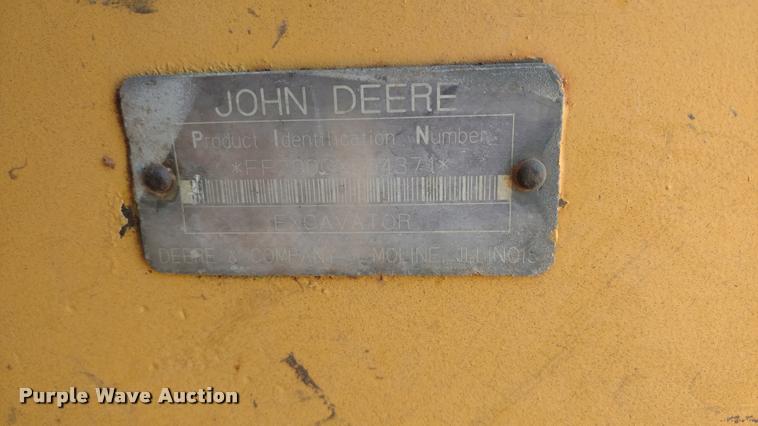 JOHN DEERE
Product Identification Number
EXCAVATOR
DEERE & COMPANY MOLINE, ILLINOIS
Purple Wave Auction